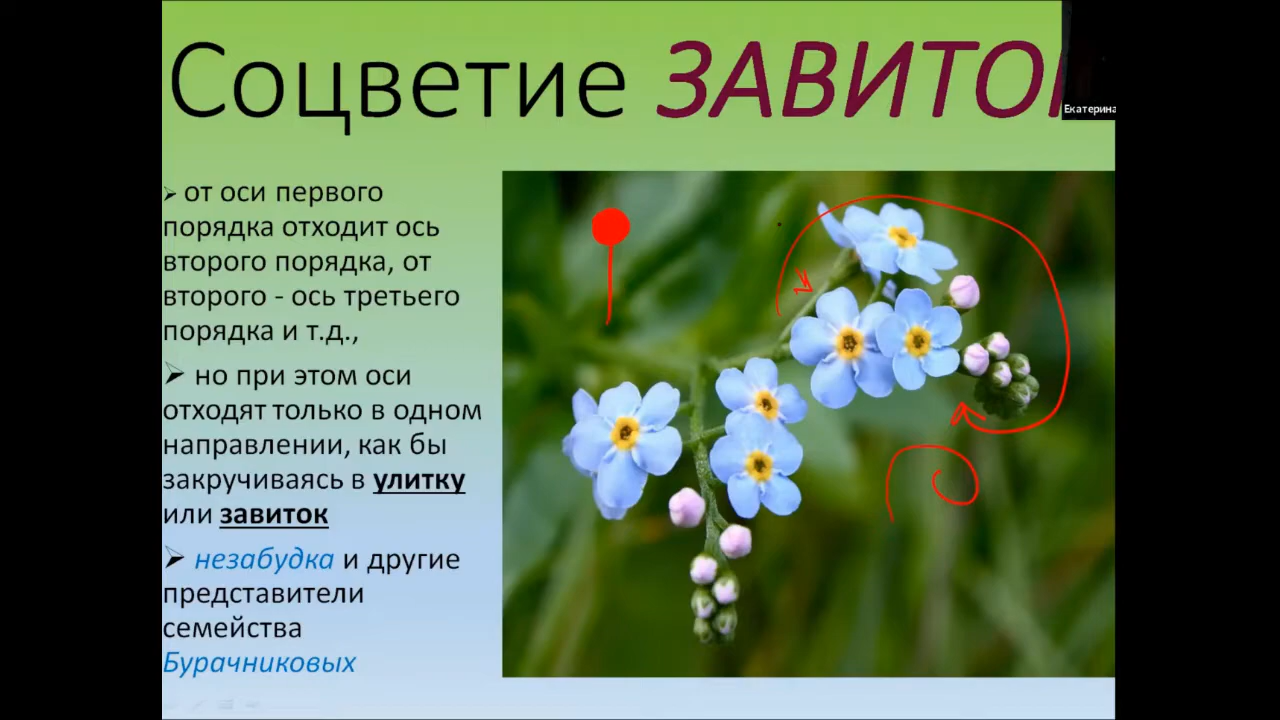 Соцветие ЗАВИТО
Екатерина
➢ от оси первого
порядка отходит ось
второго порядка, от
второго - ось третьего
порядка и т.д.,
➢ но при этом оси
отходят только в одном
направлении, как бы
закручиваясь в улитку
или завиток
➢ незабудка и другие
представители
семейства
Бурачниковых